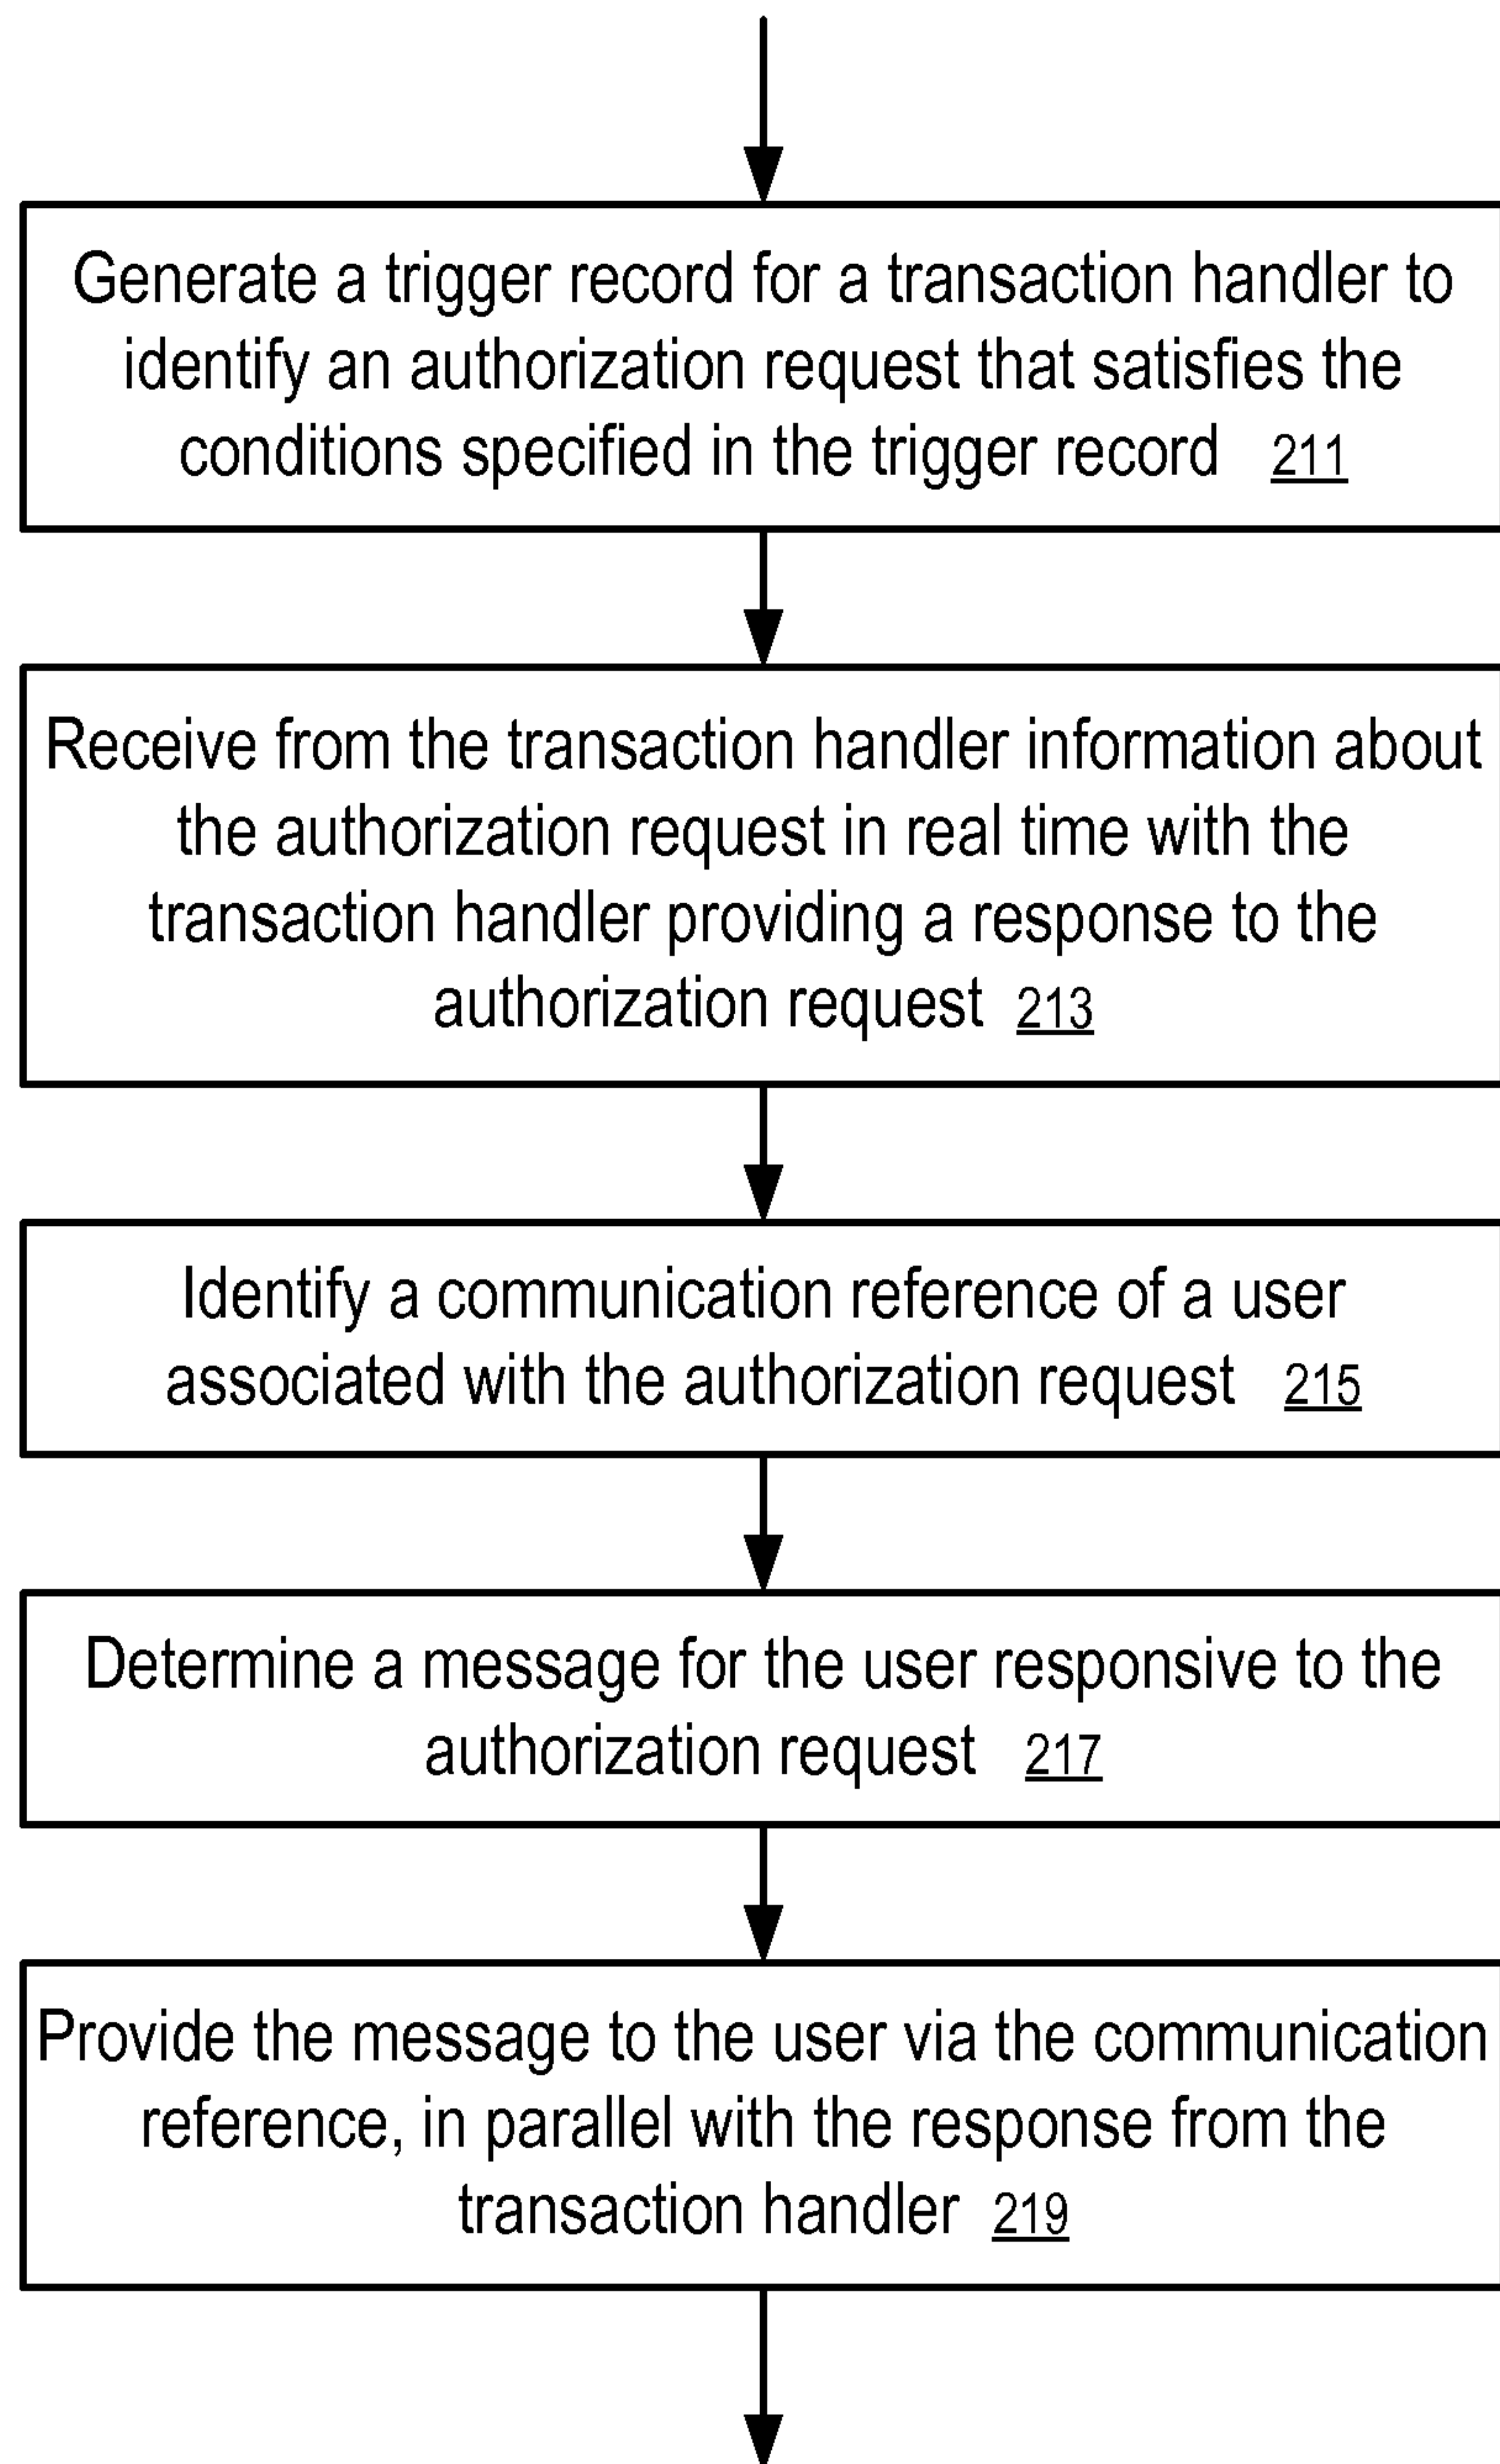 Generate a trigger record for a transaction handler to
identify an authorization request that satisfies the
conditions specified in the trigger record 211
Receive from the transaction handler information about
the authorization request in real time with the
transaction handler providing a response to the
authorization request 213
Identify a communication reference of a user
associated with the authorization request 215
Determine a message for the user responsive to the
authorization request 217
Provide the message to the user via the communication
reference, in parallel with the response from the
transaction handler 219